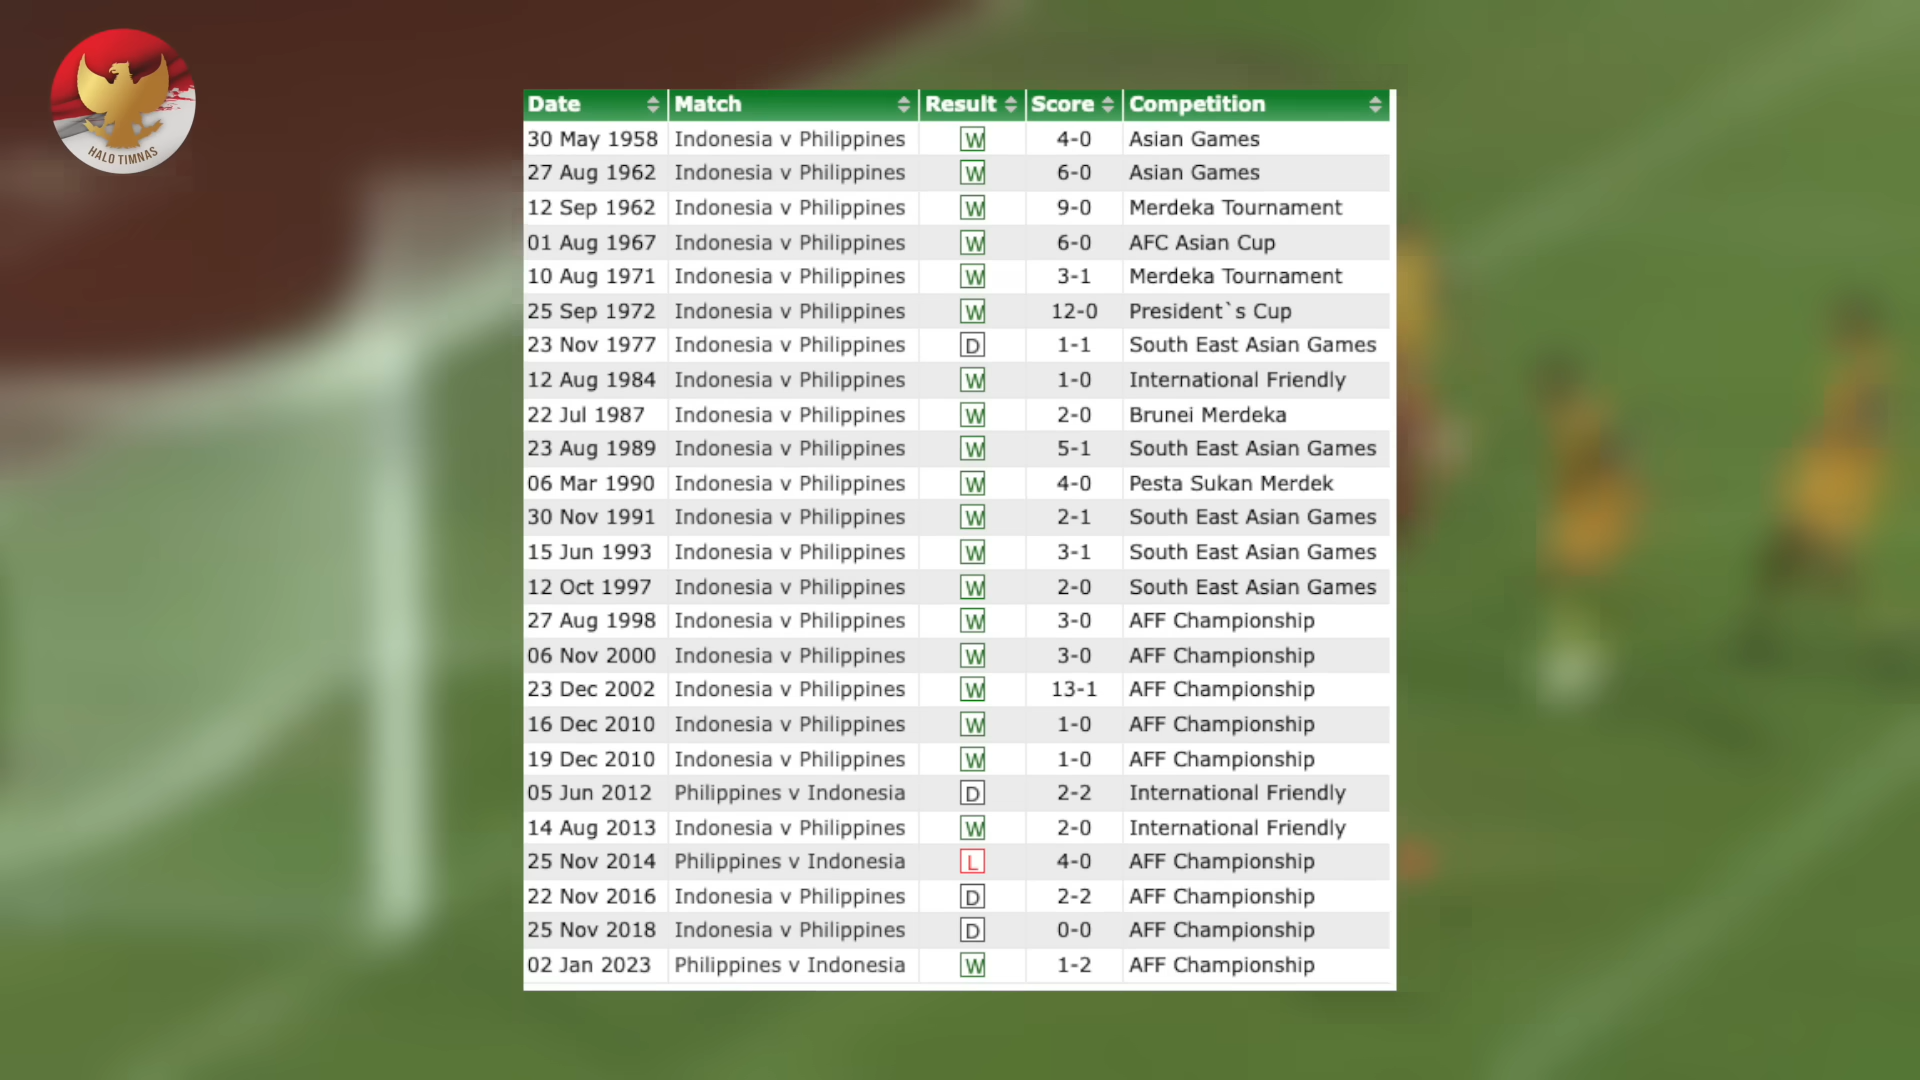 HALO TIMNAS
Date Match Result Score Competition
30 May 1958 Indonesia v Philippines W 4-0 Asian Games
27 Aug 1962 Indonesia v Philippines W 6-0 Asian Games
12 Sep 1962 Indonesia v Philippines W 9-0 Merdeka Tournament
01 Aug 1967 Indonesia v Philippines W 6-0 AFC Asian Cup
10 Aug 1971 Indonesia v Philippines W 3-1 Merdeka Tournament
25 Sep 1972 Indonesia v Philippines W 12-0 President`s Cup
23 Nov 1977 Indonesia v Philippines D 1-1 South East Asian Games
12 Aug 1984 Indonesia v Philippines W 1-0 International Friendly
22 Jul 1987 Indonesia v Philippines W 2-0 Brunei Merdeka
23 Aug 1989 Indonesia v Philippines W 5-1 South East Asian Games
06 Mar 1990 Indonesia v Philippines W 4-0 Pesta Sukan Merdek
30 Nov 1991 Indonesia v Philippines W 2-1 South East Asian Games
15 Jun 1993 Indonesia v Philippines W 3-1 South East Asian Games
12 Oct 1997 Indonesia v Philippines W 2-0 South East Asian Games
27 Aug 1998 Indonesia v Philippines W 3-0 AFF Championship
06 Nov 2000 Indonesia v Philippines W 3-0 AFF Championship
23 Dec 2002 Indonesia v Philippines W 13-1 AFF Championship
16 Dec 2010 Indonesia v Philippines W 1-0 AFF Championship
19 Dec 2010 Indonesia v Philippines W 1-0 AFF Championship
05 Jun 2012 Philippines v Indonesia D 2-2 International Friendly
14 Aug 2013 Indonesia v Philippines W 2-0 International Friendly
25 Nov 2014 Philippines v Indonesia L 4-0 AFF Championship
22 Nov 2016 Indonesia v Philippines D 2-2 AFF Championship
25 Nov 2018 Indonesia v Philippines D 0-0 AFF Championship
02 Jan 2023 Philippines v Indonesia W 1-2 AFF Championship